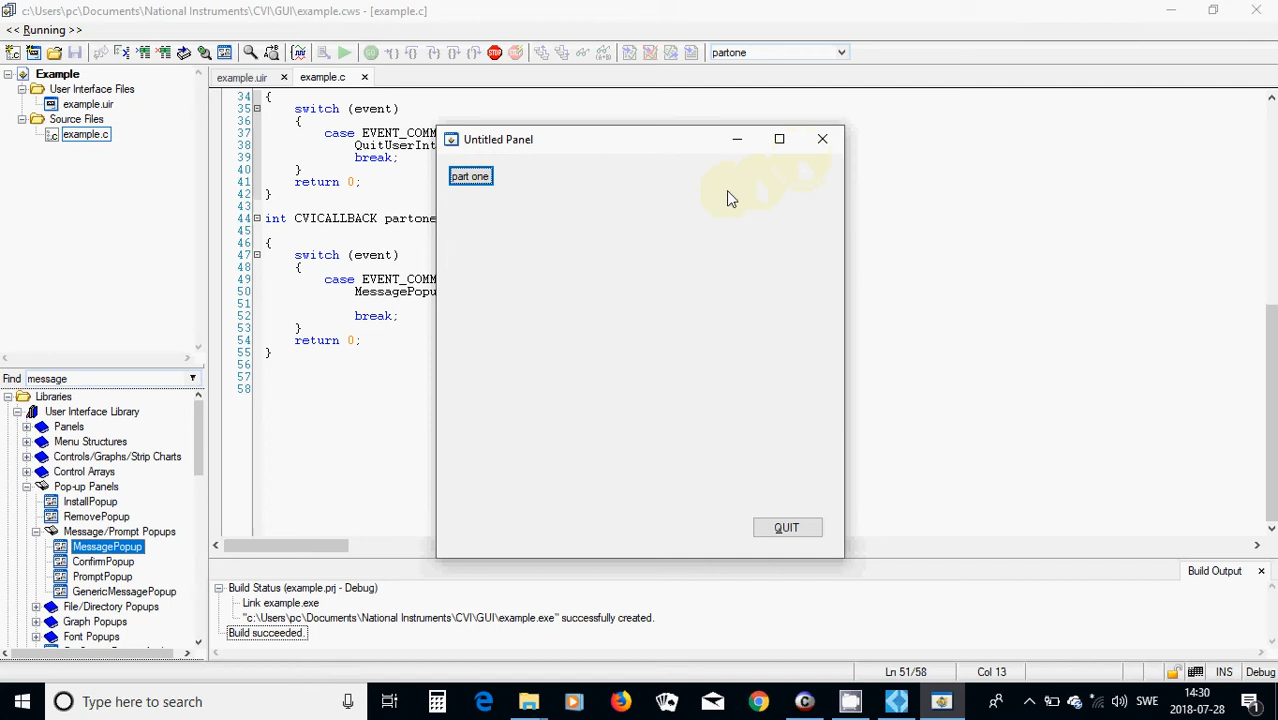 c:\Users\pc\Documents\National Instruments\CVI\GUI\example.cws - [example.c]
<< Running >>
partone
Example
User Interface Files
example.uir
Source Files
example.c
example.uir
example.c
34 {
35 switch (event)
36 {
37 case EVENT_COMM
38 QuitUserInt
39 break;
40 }
41 return 0;
42 }
43
44 int CVICALLBACK partone
45
46 {
47 switch (event)
48 {
49 case EVENT_COMM
50 MessagePopu
51
52 break;
53 }
54 return 0;
55 }
56
57
58
Untitled Panel
part one
QUIT
Find message
Libraries
User Interface Library
Panels
Menu Structures
Controls/Graphs/Strip Charts
Control Arrays
Pop-up Panels
InstallPopup
RemovePopup
Message/Prompt Popups
MessagePopup
ConfirmPopup
PromptPopup
GenericMessagePopup
File/Directory Popups
Graph Popups
Font Popups
Build Output
Build Status (example.prj - Debug)
Link example.exe
"c:\Users\pc\Documents\National Instruments\CVI\GUI\example.exe" successfully created.
Build succeeded.
Ln 51/58 Col 13 INS Debug
Type here to search
SWE
14:30
2018-07-28